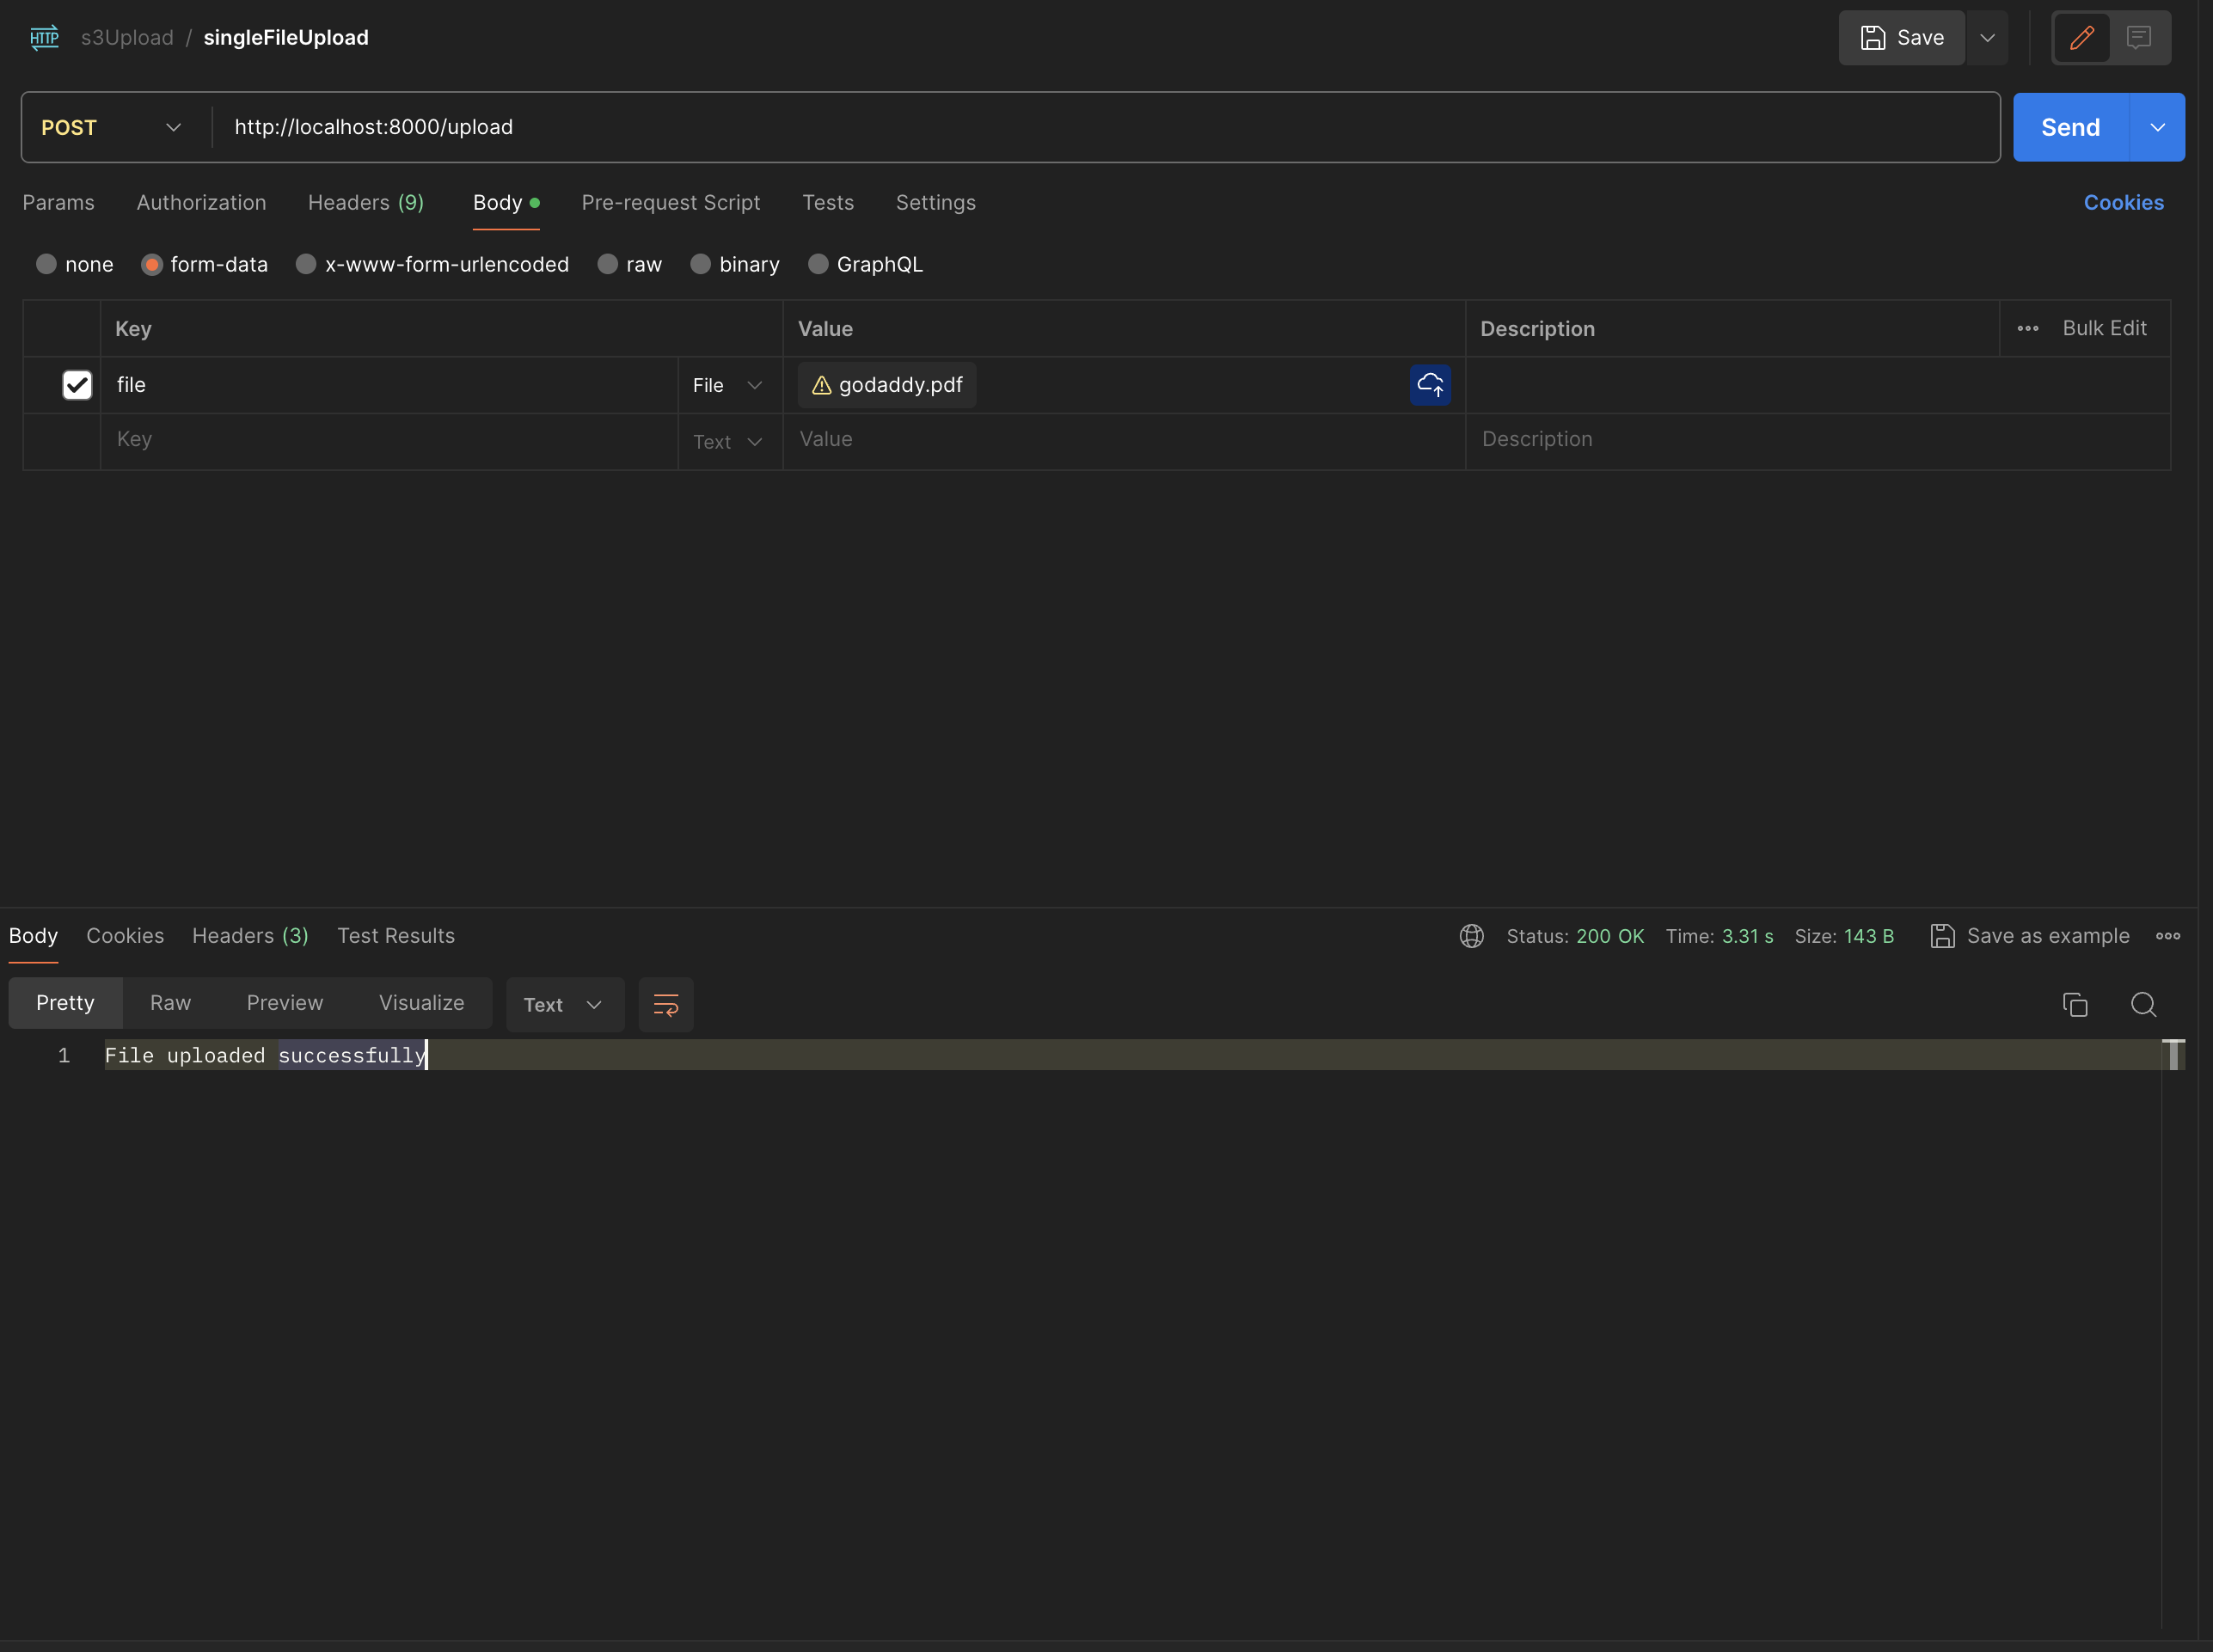 HTTP s3Upload / singleFileUpload Save
POST http://localhost:8000/upload Send
Params Authorization Headers (9) Body Pre-request Script Tests Settings Cookies
none form-data x-www-form-urlencoded raw binary GraphQL
Key Value Description Bulk Edit
file File godaddy.pdf
Key Text Value Description
Body Cookies Headers (3) Test Results Status: 200 OK Time: 3.31 s Size: 143 B Save as example
Pretty Raw Preview Visualize Text
1 File uploaded successfully